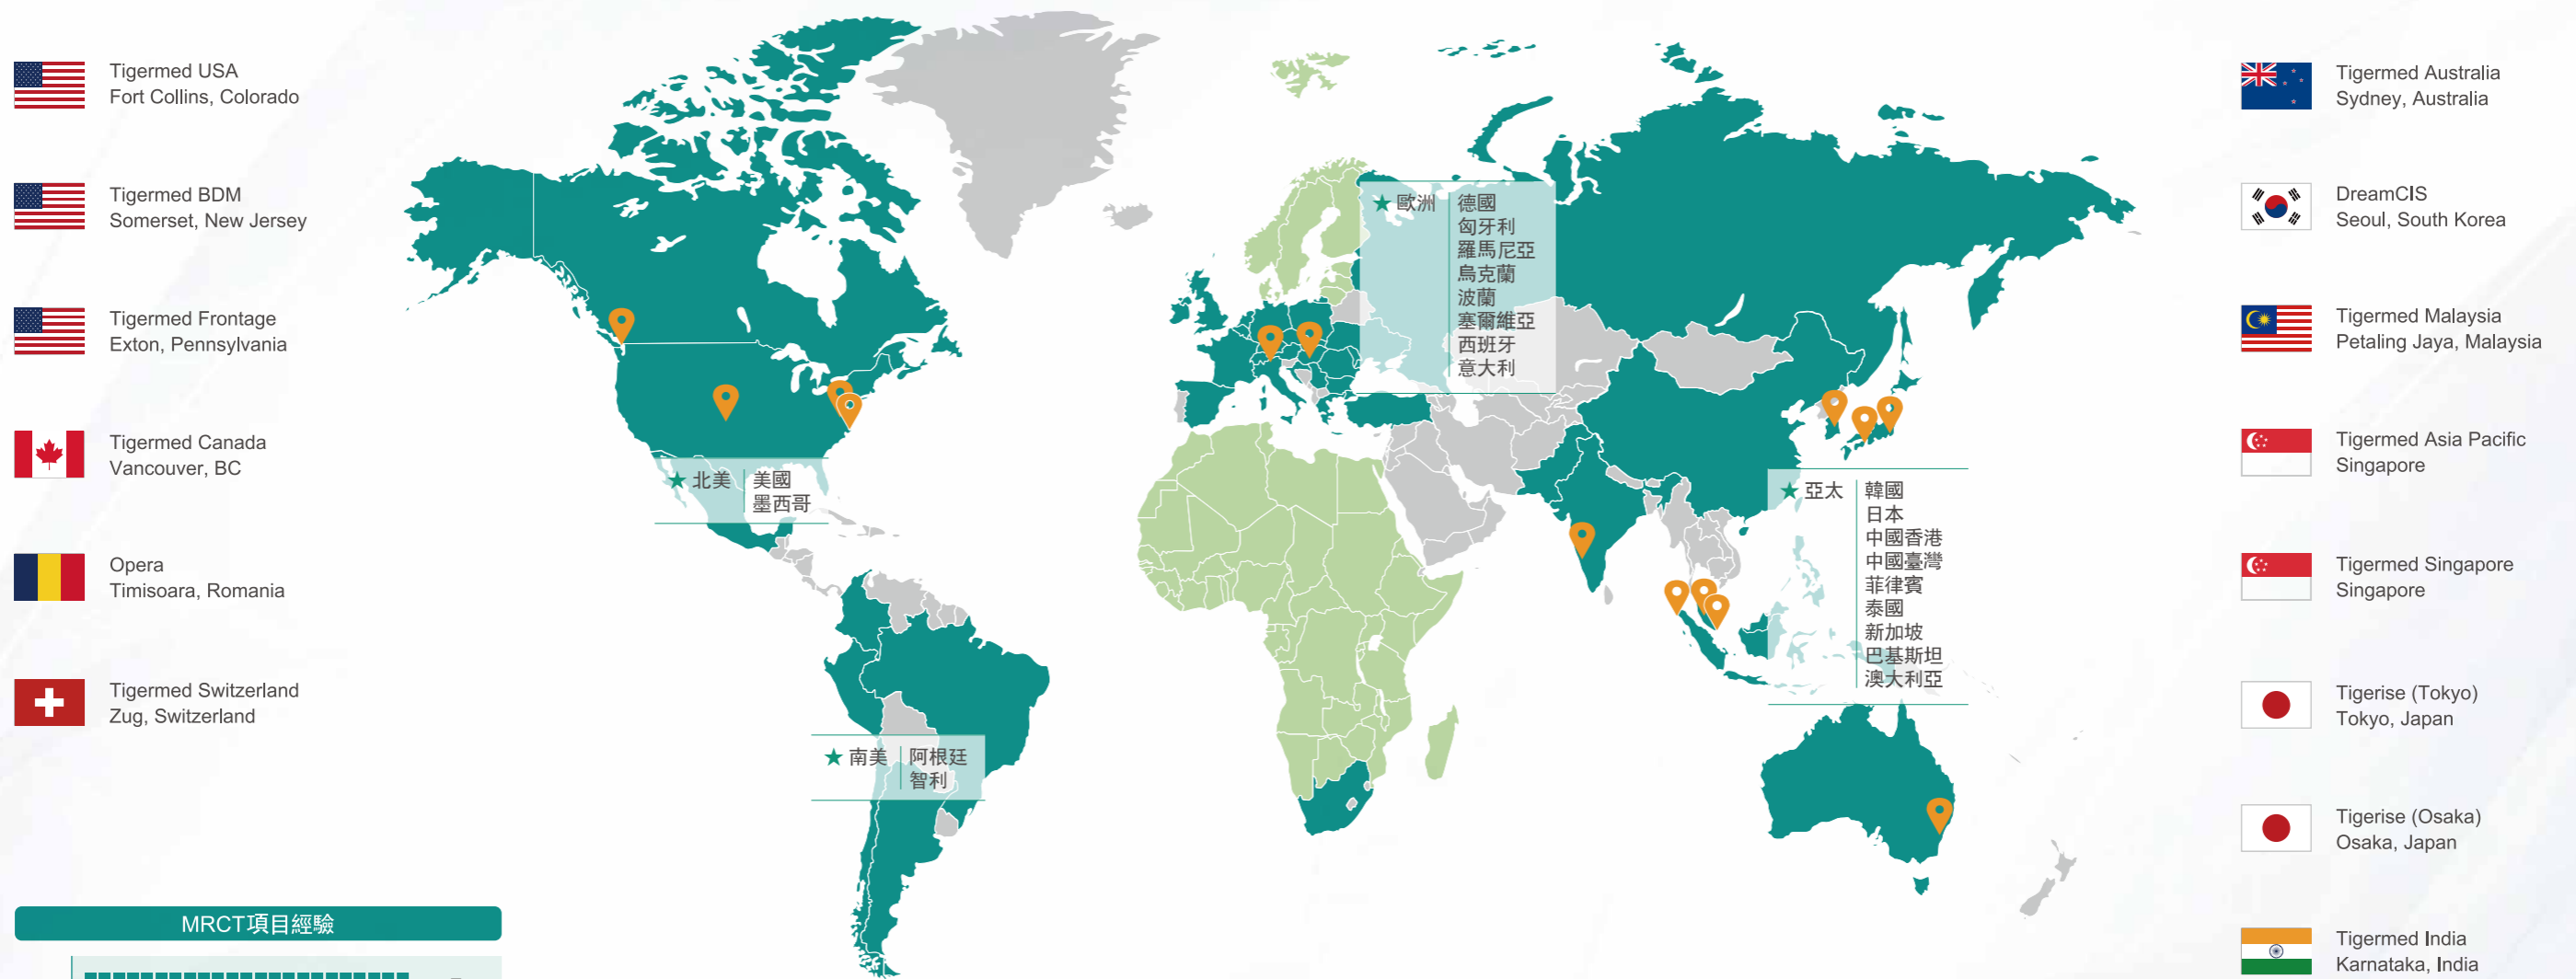 Tigermed USA
Fort Collins, Colorado
Tigermed BDM
Somerset, New Jersey
Tigermed Frontage
Exton, Pennsylvania
Tigermed Canada
Vancouver, BC
Opera
Timisoara, Romania
Tigermed Switzerland
Zug, Switzerland
★ 北美
美國
墨西哥
★ 南美
阿根廷
智利
★ 歐洲
德國
匈牙利
羅馬尼亞
烏克蘭
波蘭
塞爾維亞
西班牙
意大利
★ 亞太
韓國
日本
中國香港
中國臺灣
菲律賓
泰國
新加坡
巴基斯坦
澳大利亞
Tigermed Australia
Sydney, Australia
DreamCIS
Seoul, South Korea
Tigermed Malaysia
Petaling Jaya, Malaysia
Tigermed Asia Pacific
Singapore
Tigermed Singapore
Singapore
Tigerise (Tokyo)
Tokyo, Japan
Tigerise (Osaka)
Osaka, Japan
Tigermed India
Karnataka, India
MRCT項目經驗